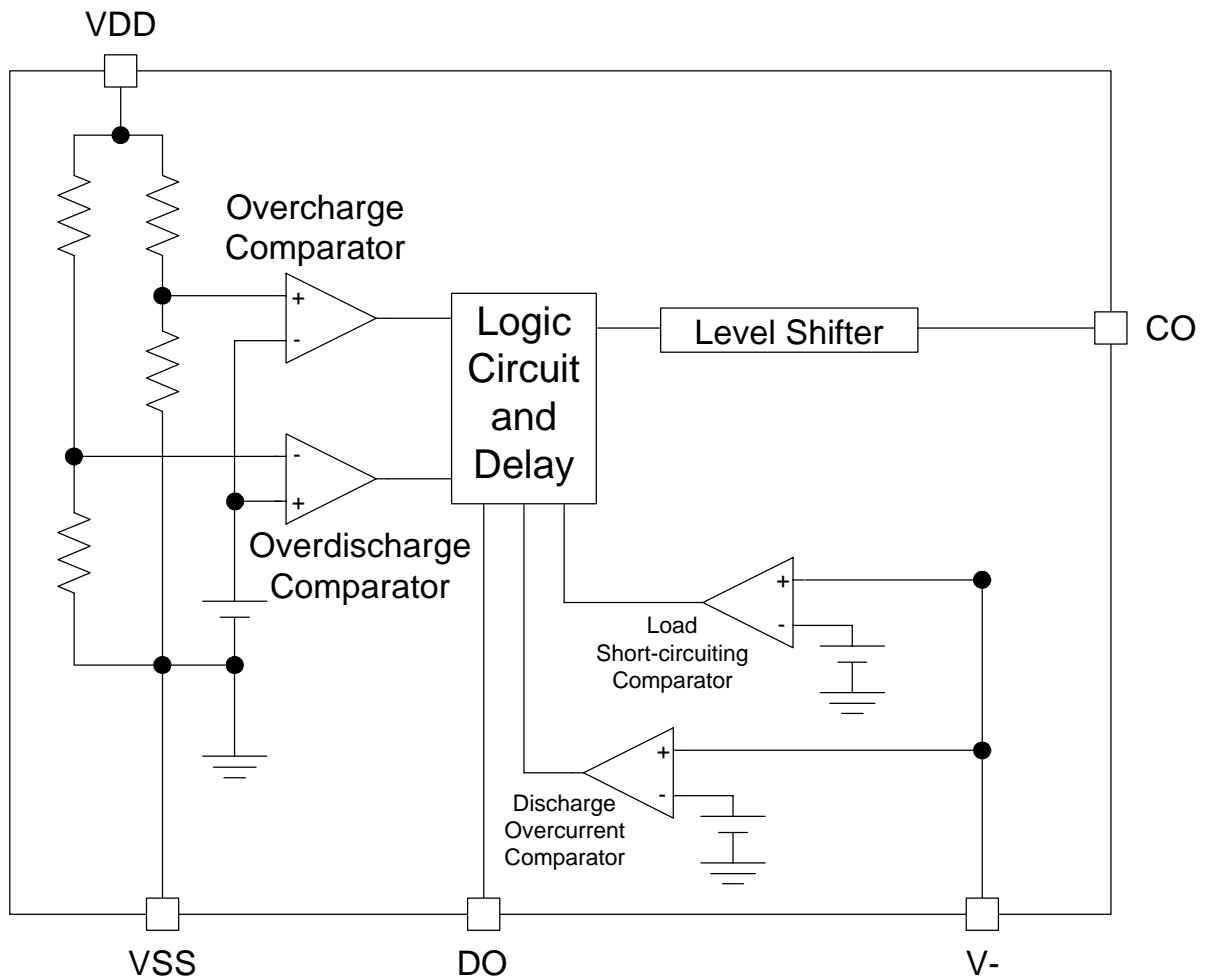 VDD
Overcharge
Comparator
+
-
Logic
Circuit
and
Delay
Level Shifter
CO
-
+
Overdischarge
Comparator
+
-
Load
Short-circuiting
Comparator
+
-
Discharge
Overcurrent
Comparator
VSS
DO
V-